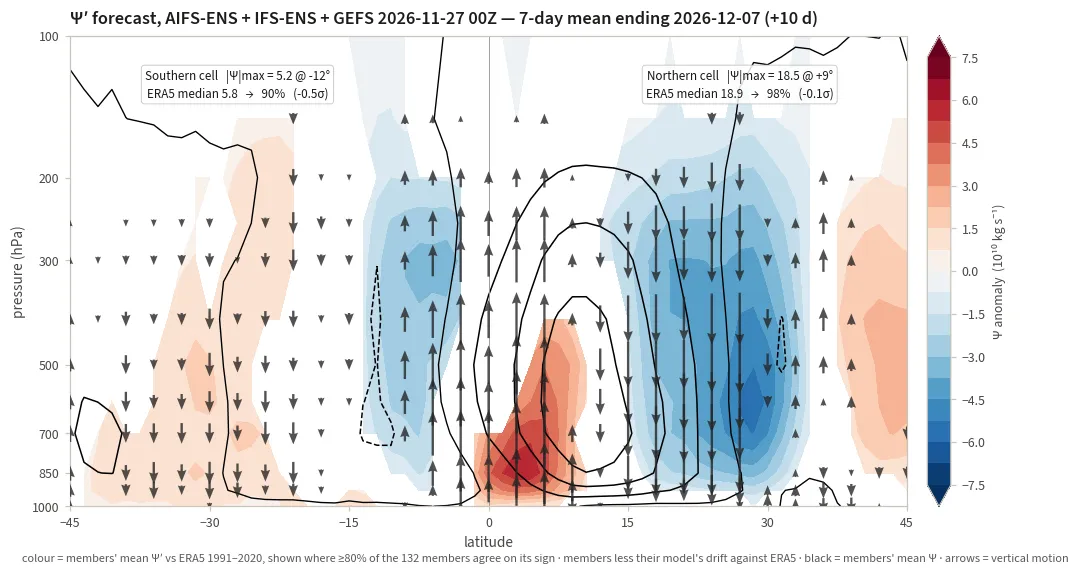 Ψ′ forecast, AIFS-ENS + IFS-ENS + GEFS 2026-11-27 00Z — 7-day mean ending 2026-12-07 (+10 d)
Southern cell |Ψ|max = 5.2 @ -12°
ERA5 median 5.8 → 90% (-0.5σ)
Northern cell |Ψ|max = 18.5 @ +9°
ERA5 median 18.9 → 98% (-0.1σ)
pressure (hPa)
100
200
300
400
500
700
850
1000
−45
−30
−15
0
15
30
45
latitude
7.5
6.0
4.5
3.0
1.5
0.0
−1.5
−3.0
−4.5
−6.0
−7.5
Ψ anomaly (10¹⁰ kg s⁻¹)
colour = members' mean Ψ′ vs ERA5 1991–2020, shown where ≥80% of the 132 members agree on its sign · members less their model's drift against ERA5 · black = members' mean Ψ · arrows = vertical motion